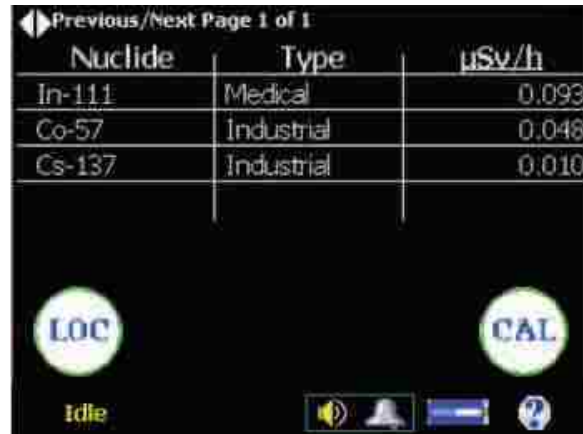 Previous/Next Page 1 of 1
Nuclide Type µSv/h
In-111 Medical 0.093
Co-57 Industrial 0.048
Cs-137 Industrial 0.010
LOC CAL
Idle ?